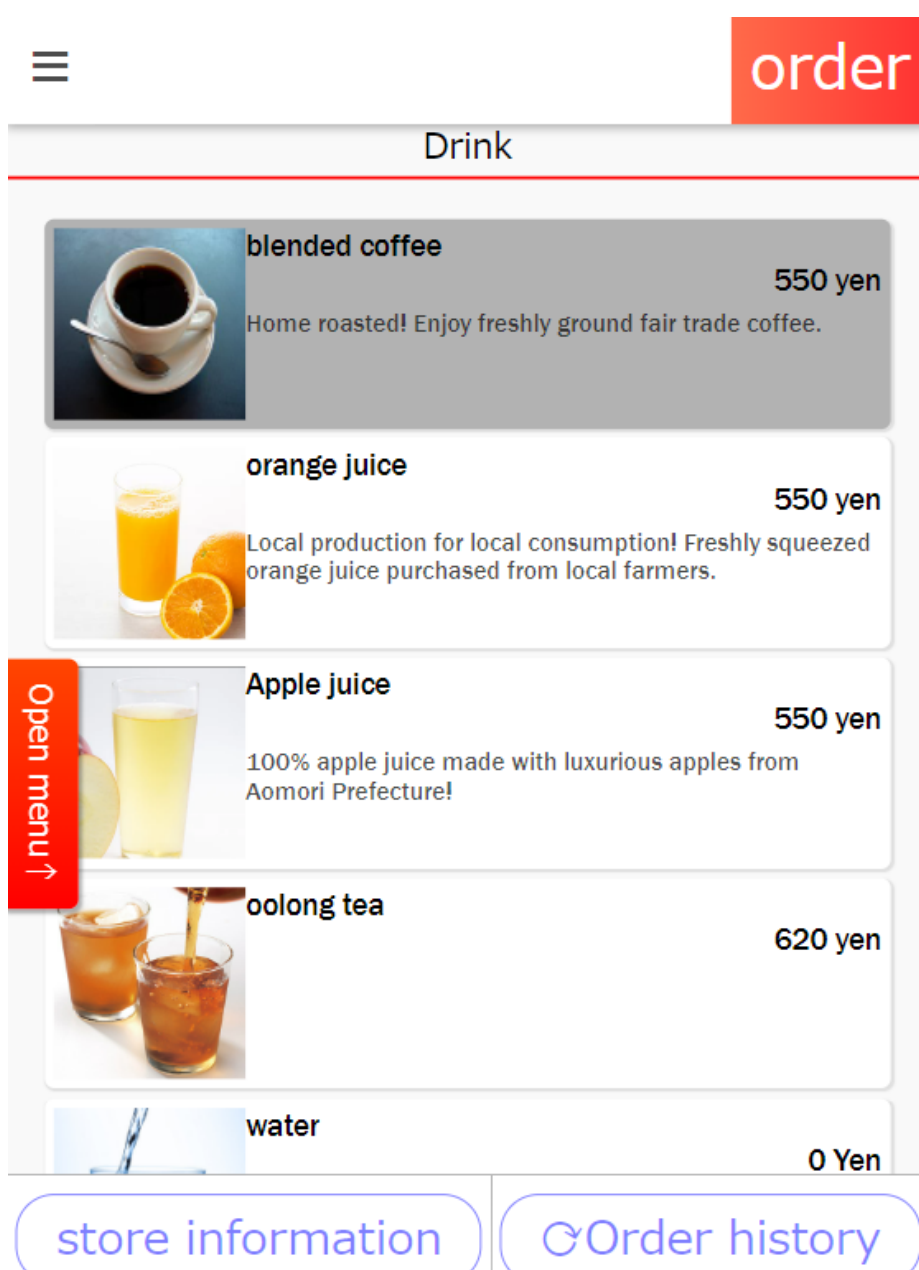 ≡
order
Drink
blended coffee
550 yen
Home roasted! Enjoy freshly ground fair trade coffee.
orange juice
550 yen
Local production for local consumption! Freshly squeezed
orange juice purchased from local farmers.
Open menu↑
Apple juice
550 yen
100% apple juice made with luxurious apples from
Aomori Prefecture!
oolong tea
620 yen
water
0 Yen
store information
⟳Order history